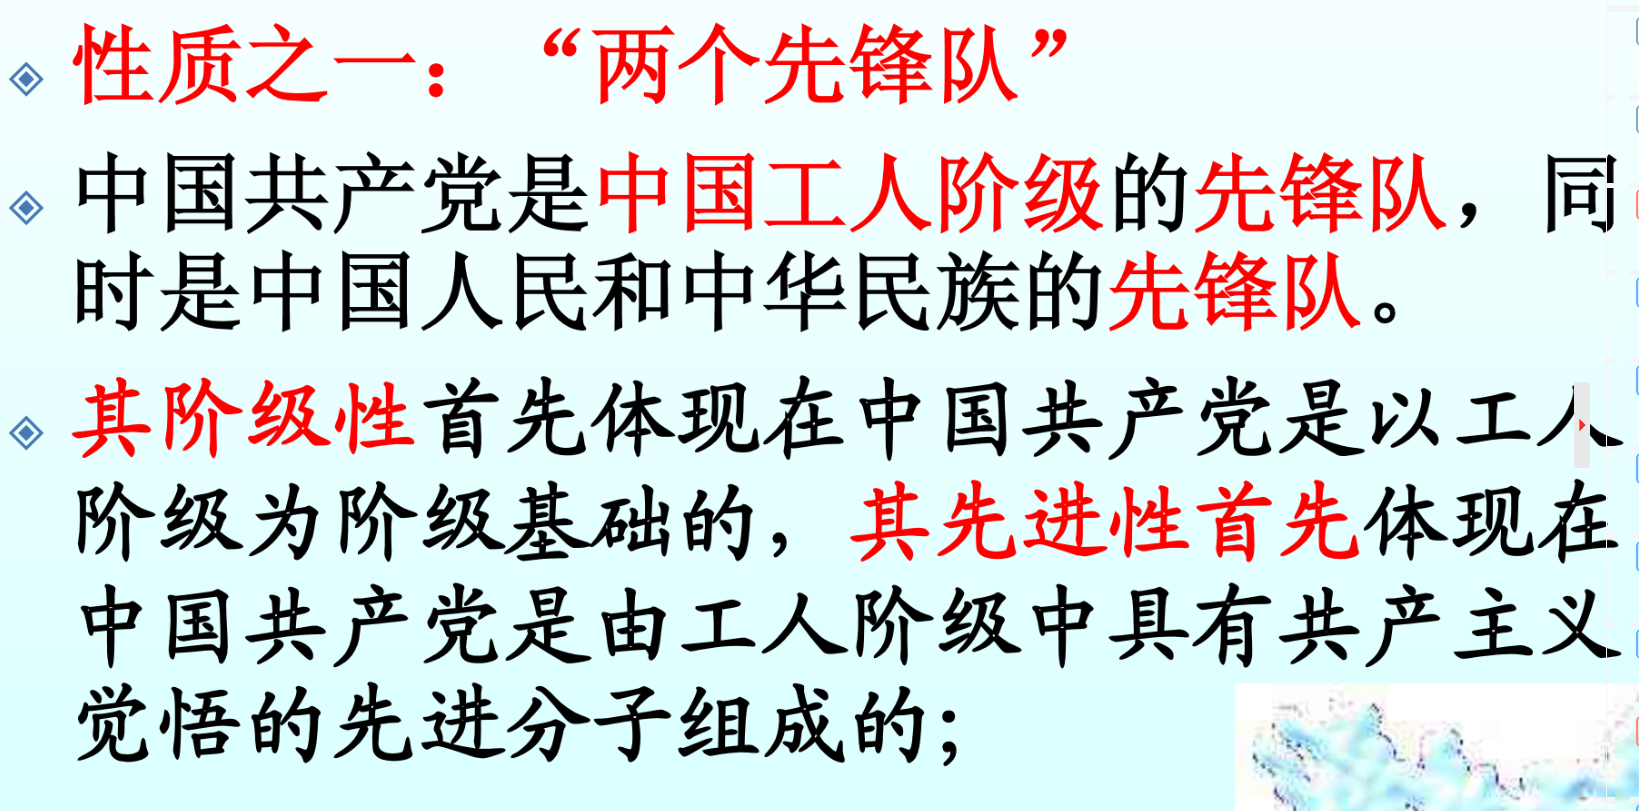 性质之一：“两个先锋队”
中国共产党是中国工人阶级的先锋队，同
时是中国人民和中华民族的先锋队。
其阶级性首先体现在中国共产党是以工人
阶级为阶级基础的，其先进性首先体现在
中国共产党是由工人阶级中具有共产主义
觉悟的先进分子组成的；